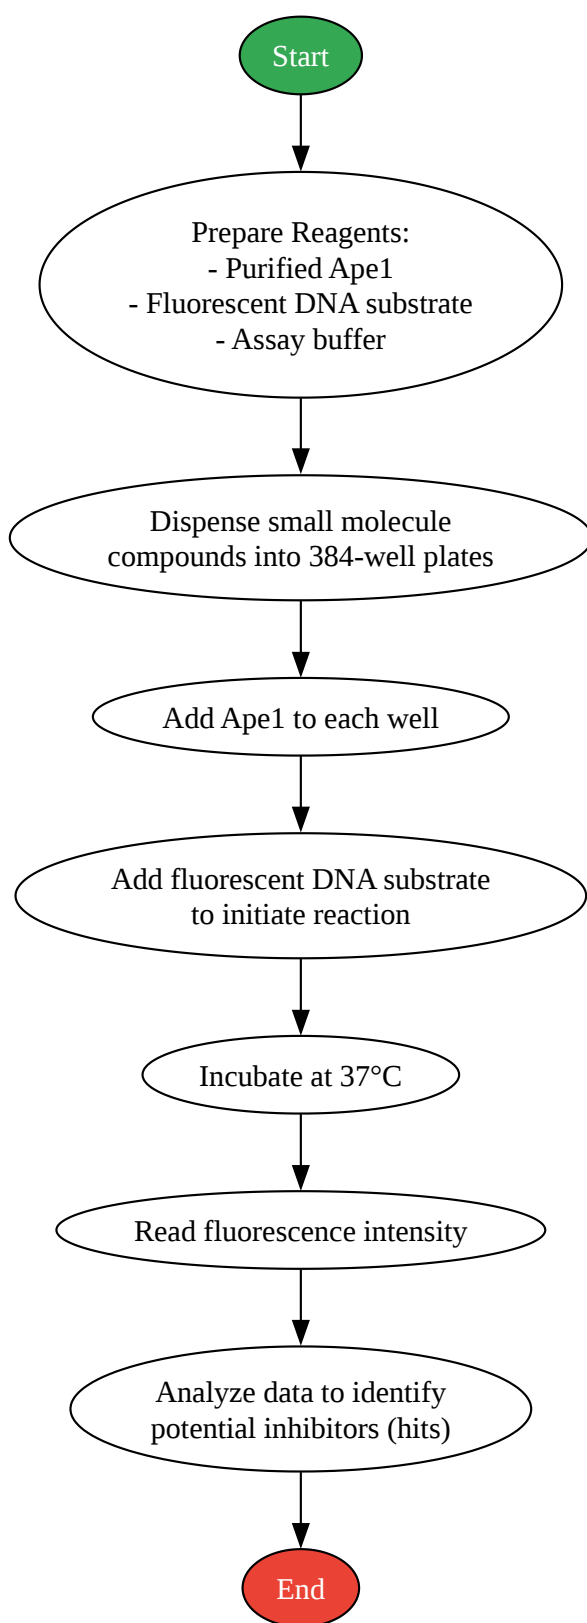 Start
Prepare Reagents:
- Purified Ape1
- Fluorescent DNA substrate
- Assay buffer
Dispense small molecule
compounds into 384-well plates
Add Ape1 to each well
Add fluorescent DNA substrate
to initiate reaction
Incubate at 37°C
Read fluorescence intensity
Analyze data to identify
potential inhibitors (hits)
End